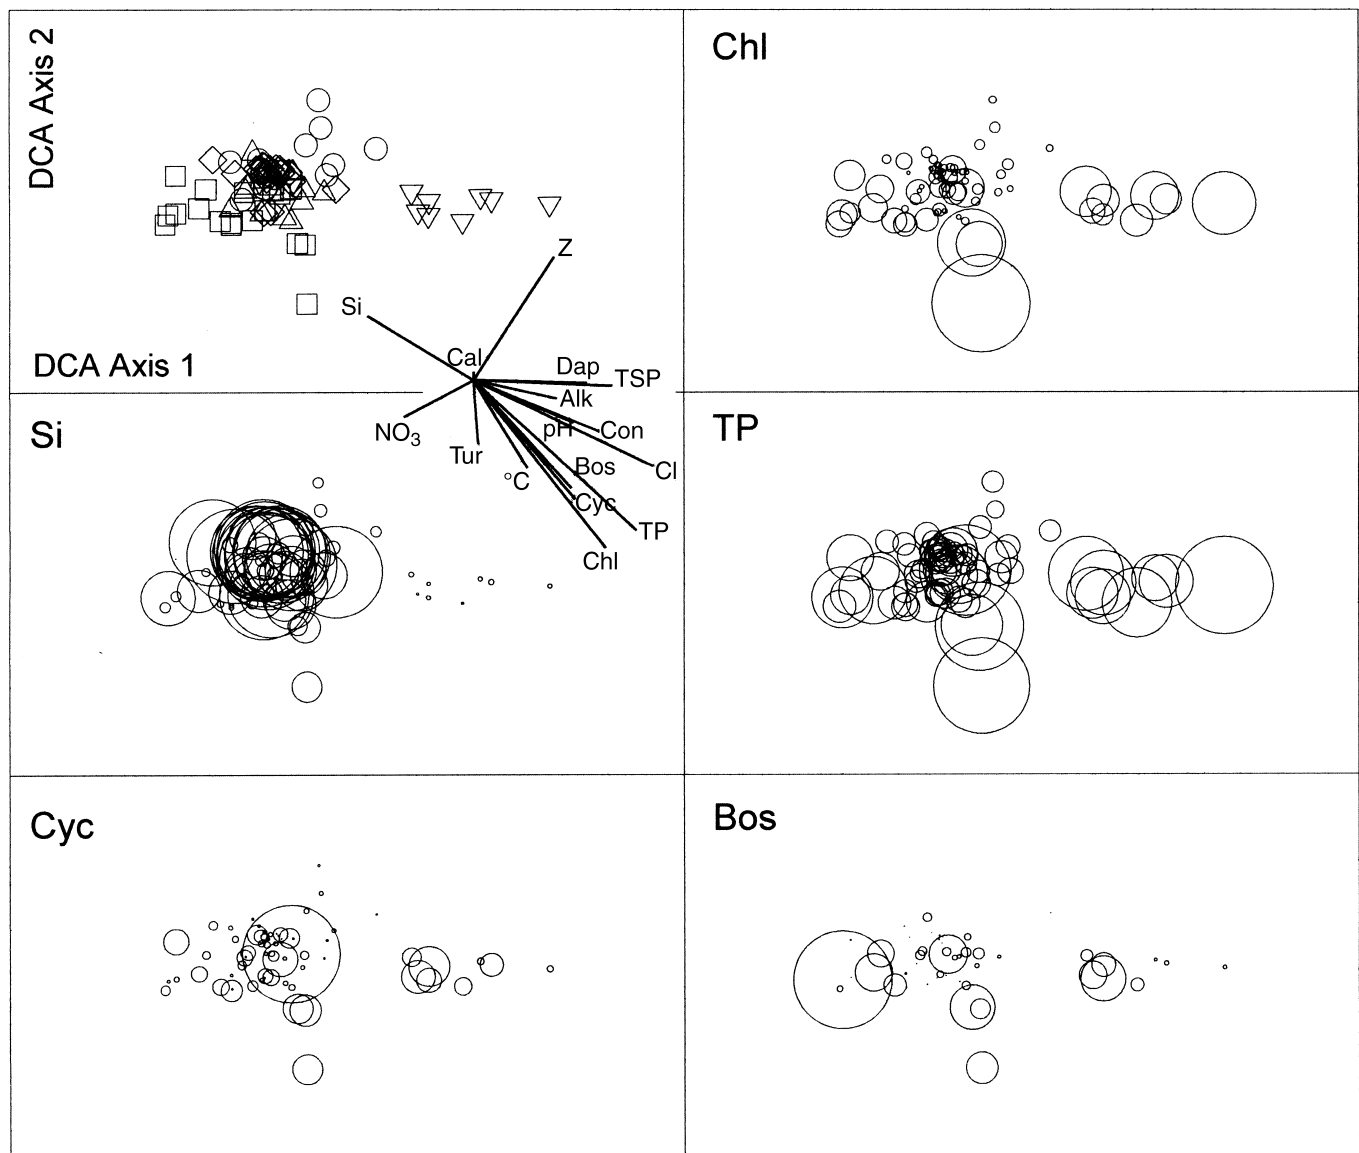 DCA Axis 2
Chl
Z
Si
Cal
DCA Axis 1
Dap
TSP
Alk
NO3
pH
Con
Si
TP
Tur
Bos
Cl
°C
Cyc
TP
Chl
Cyc
Bos